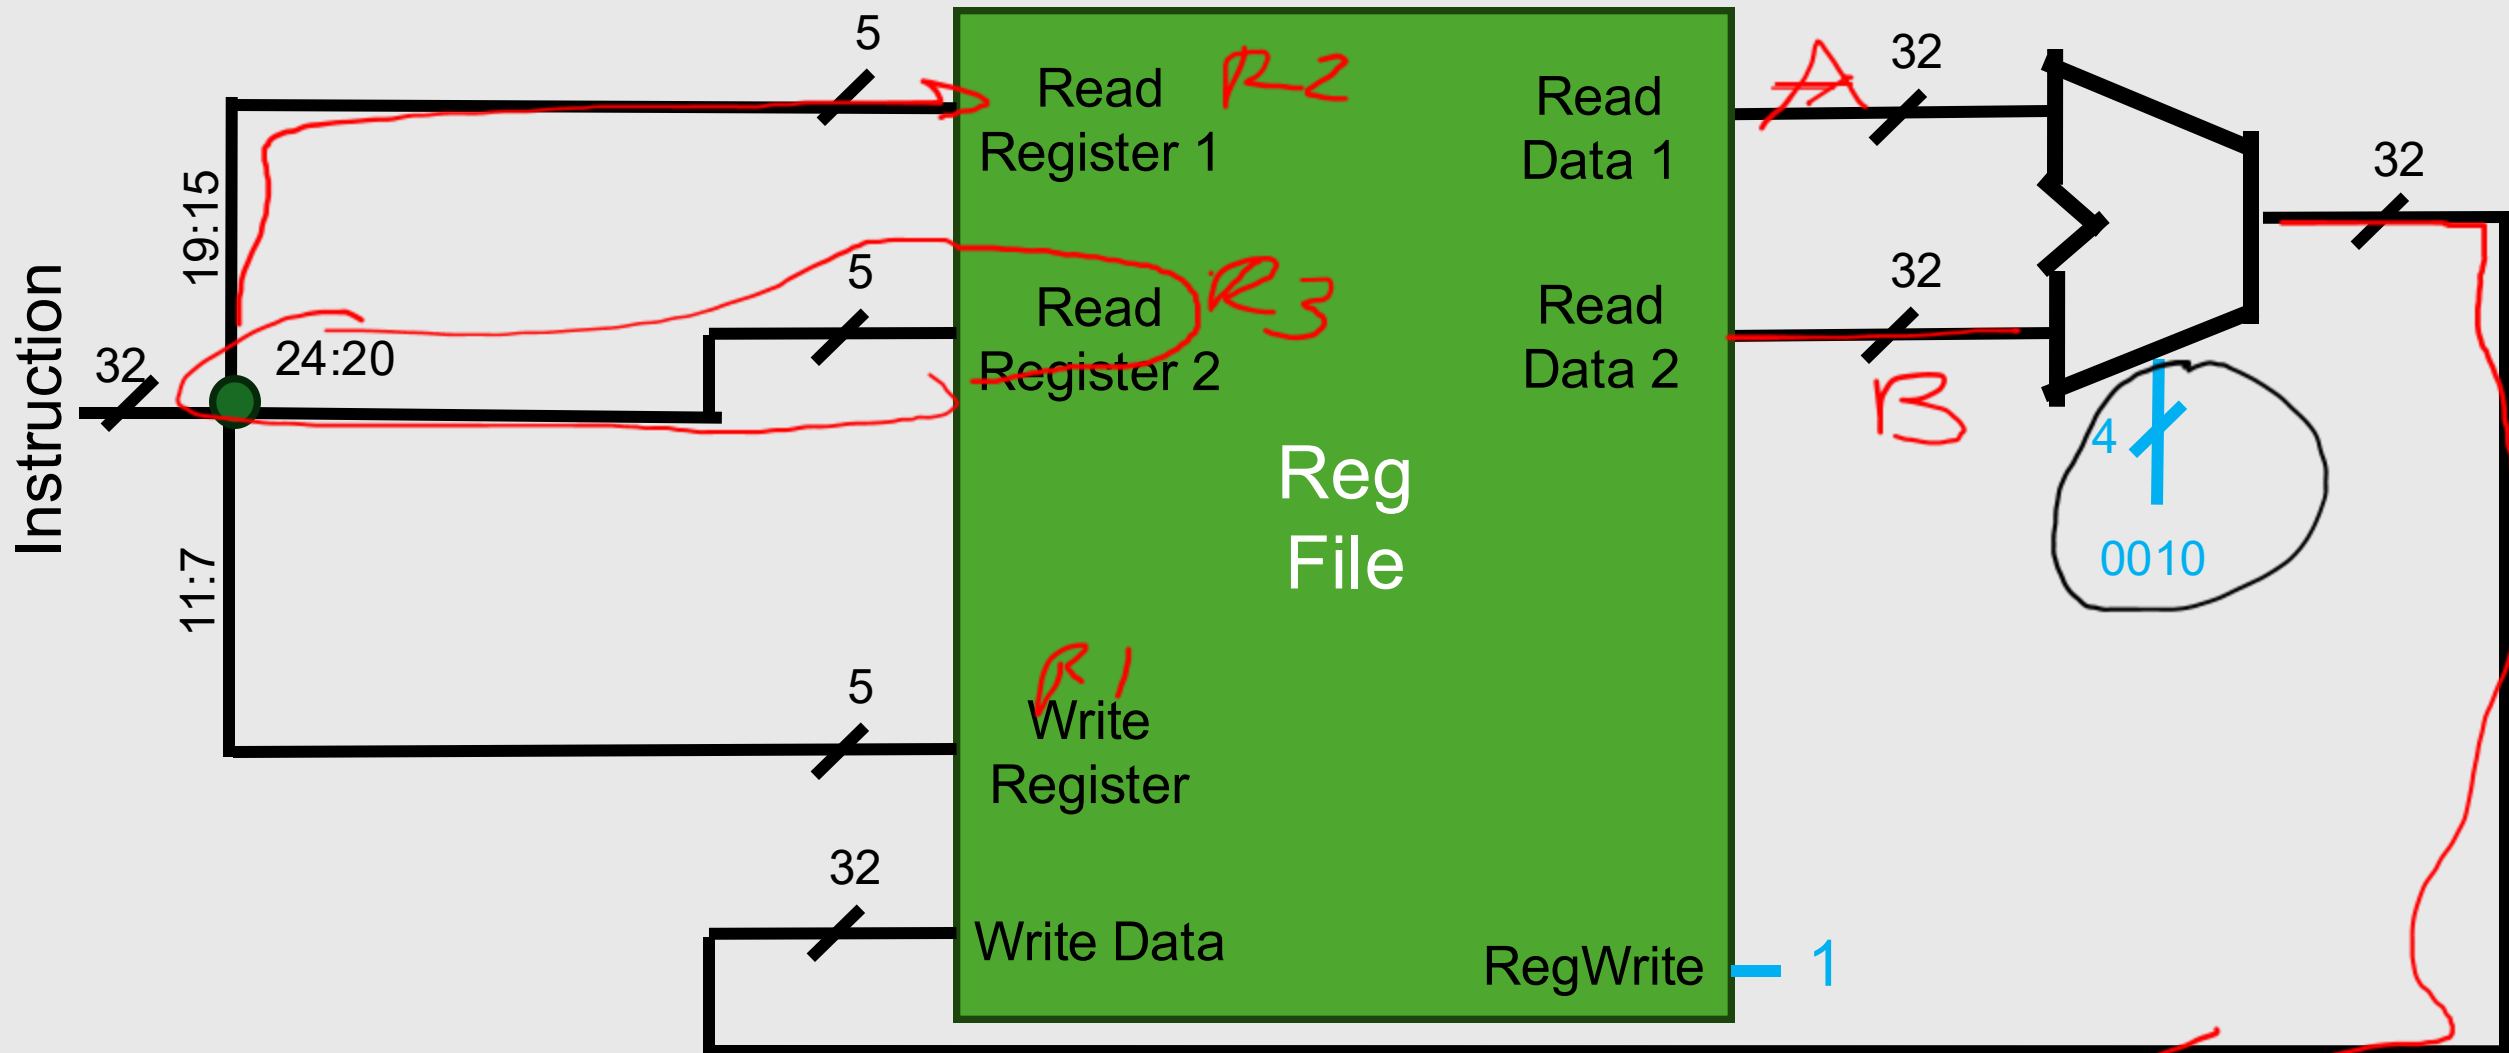 5
Read
Register 1
R2
Read
Data 1
A
32
32
19:15
Instruction
32
24:20
5
Read
Register 2
R3
Read
Data 2
32
B
4
0010
Reg
File
11:7
5
R1
Write
Register
32
Write Data
RegWrite
1